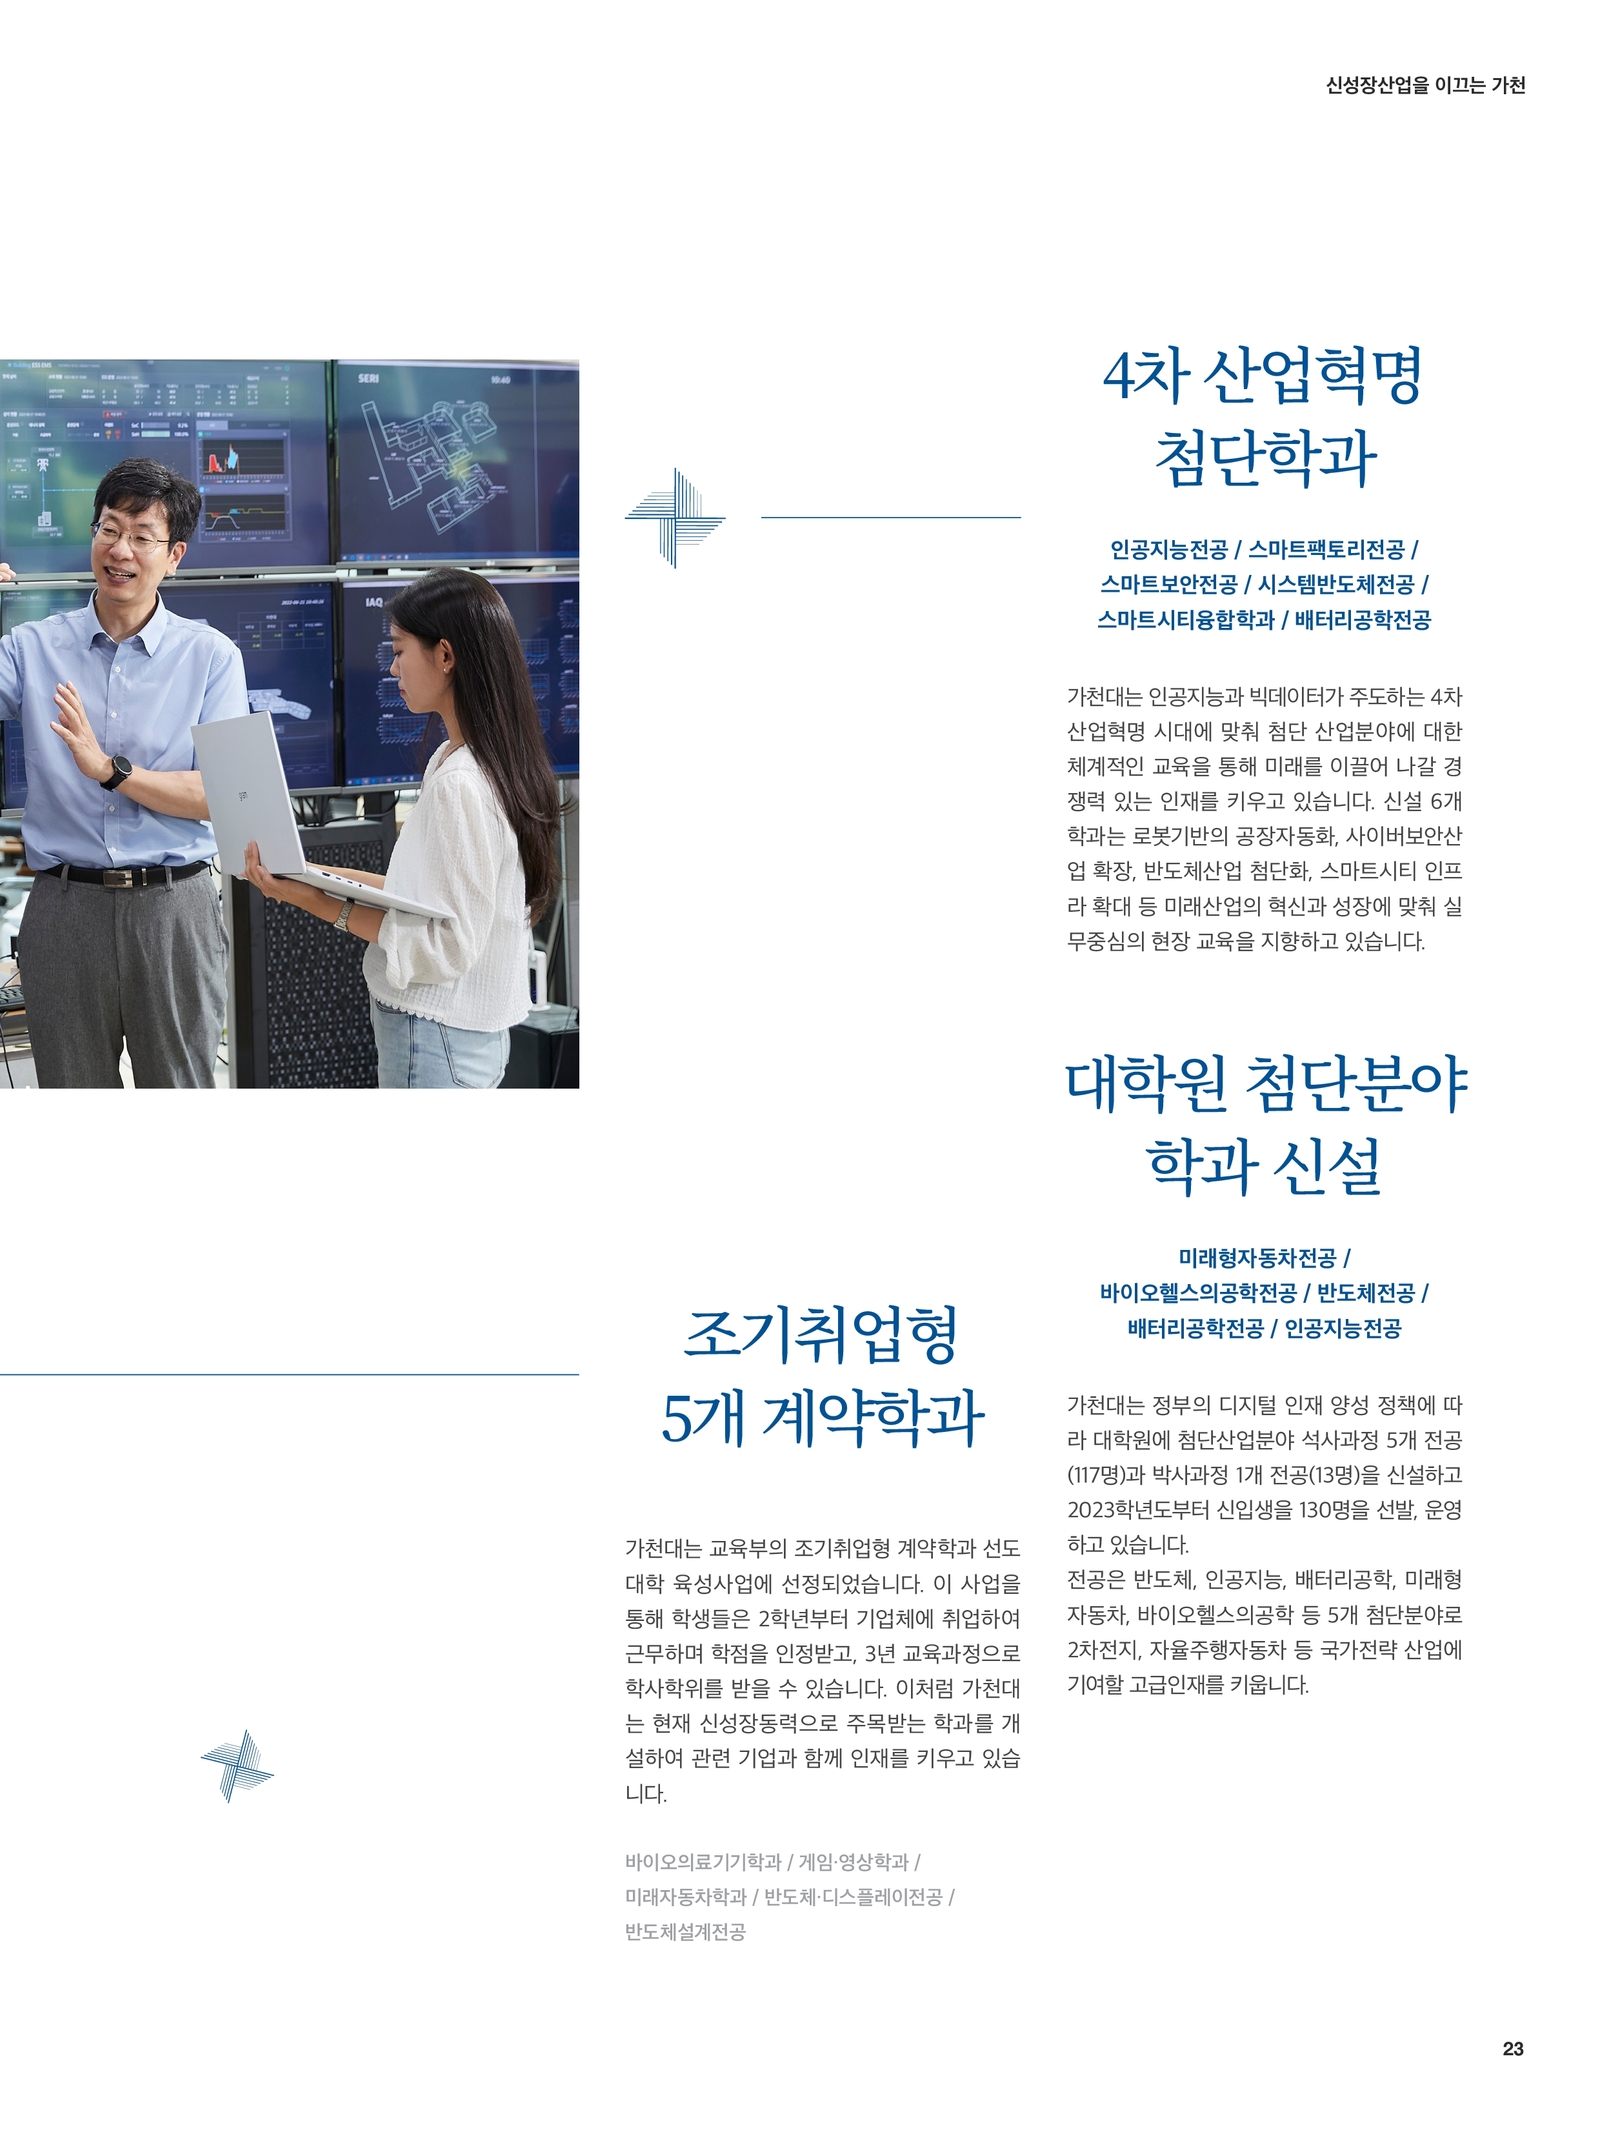 신성장산업을 이끄는 가천
SERI
10:40
IAQ
4차 산업혁명
첨단학과
인공지능전공 / 스마트팩토리전공 /
스마트보안전공 / 시스템반도체전공 /
스마트시티융합학과 / 배터리공학전공
가천대는 인공지능과 빅데이터가 주도하는 4차
산업혁명 시대에 맞춰 첨단 산업분야에 대한
체계적인 교육을 통해 미래를 이끌어 나갈 경
쟁력 있는 인재를 키우고 있습니다. 신설 6개
학과는 로봇기반의 공장자동화, 사이버보안산
업 확장, 반도체산업 첨단화, 스마트시티 인프
라 확대 등 미래산업의 혁신과 성장에 맞춰 실
무중심의 현장 교육을 지향하고 있습니다.
대학원 첨단분야
학과 신설
미래형자동차전공 /
바이오헬스의공학전공 / 반도체전공 /
배터리공학전공 / 인공지능전공
가천대는 정부의 디지털 인재 양성 정책에 따
라 대학원에 첨단산업분야 석사과정 5개 전공
(117명)과 박사과정 1개 전공(13명)을 신설하고
2023학년도부터 신입생을 130명을 선발, 운영
하고 있습니다.
전공은 반도체, 인공지능, 배터리공학, 미래형
자동차, 바이오헬스의공학 등 5개 첨단분야로
2차전지, 자율주행자동차 등 국가전략 산업에
기여할 고급인재를 키웁니다.
조기취업형
5개 계약학과
가천대는 교육부의 조기취업형 계약학과 선도
대학 육성사업에 선정되었습니다. 이 사업을
통해 학생들은 2학년부터 기업체에 취업하여
근무하며 학점을 인정받고, 3년 교육과정으로
학사학위를 받을 수 있습니다. 이처럼 가천대
는 현재 신성장동력으로 주목받는 학과를 개
설하여 관련 기업과 함께 인재를 키우고 있습
니다.
바이오의료기기학과 / 게임·영상학과 /
미래자동차학과 / 반도체·디스플레이전공 /
반도체설계전공
23